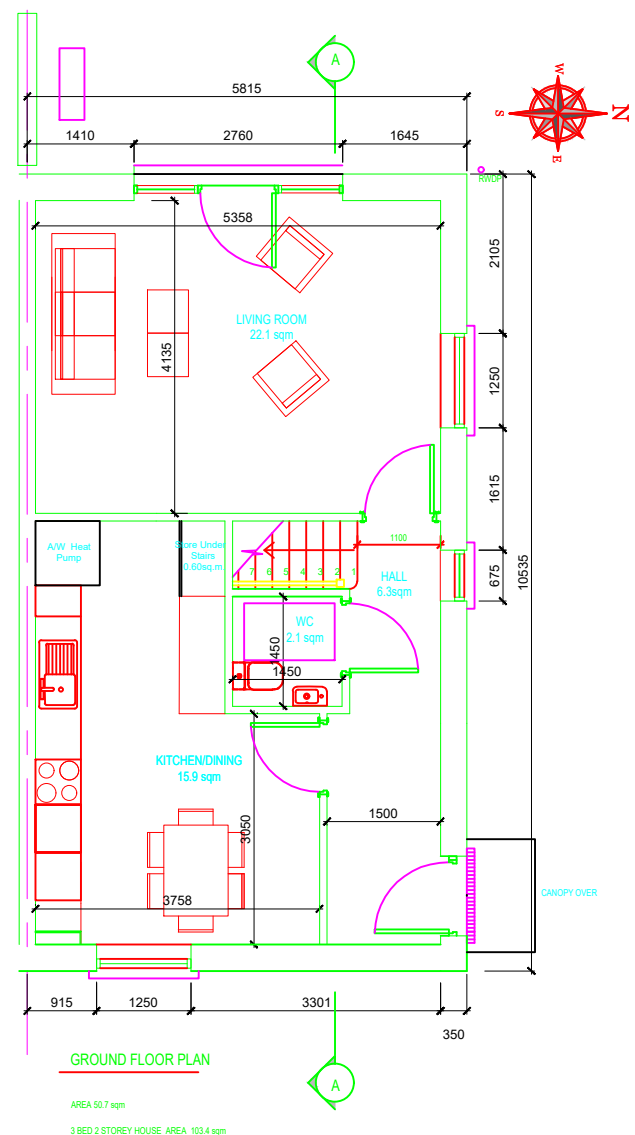 A
5815
W
N
S
E
1410
2760
1645
RWDP
5358
2105
LIVING ROOM
22.1 sqm
4135
1250
1615
A/W Heat
Pump
Store Under
Stairs
0.60sq.m
1100
7
6
5
4
3
2
1
HALL
6.3sqm
675
10535
WC
2.1 sqm
1450
1450
KITCHEN/DINING
15.9 sqm
3050
1500
3758
CANOPY OVER
915
1250
3301
350
GROUND FLOOR PLAN
A
AREA 50.7 sqm
3 BED 2 STOREY HOUSE AREA 103.4 sqm